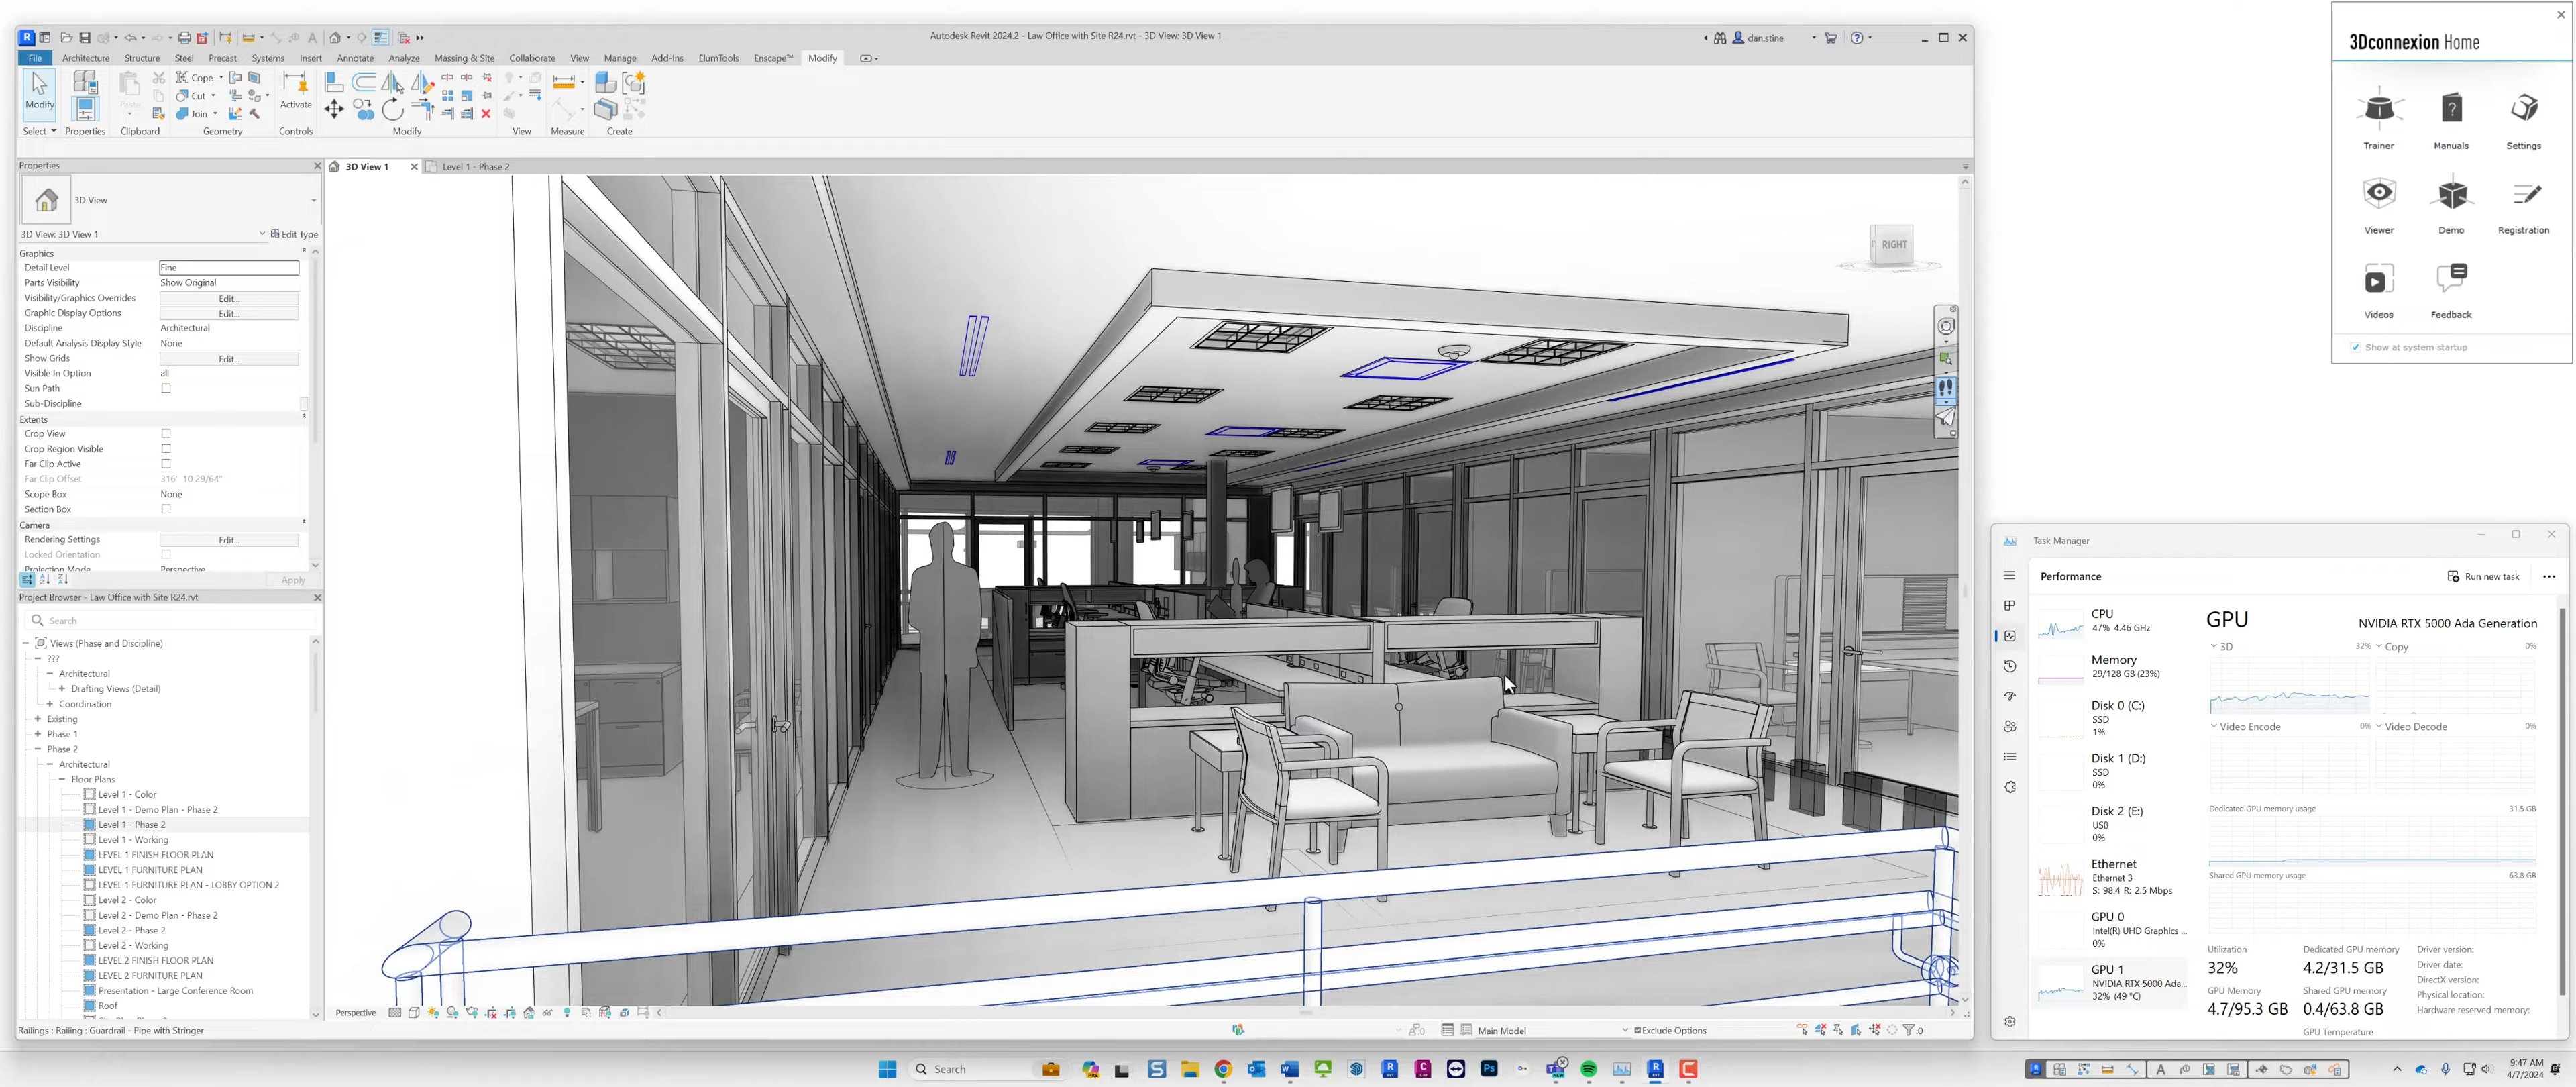 Autodesk Revit 2024.2 - Law Office with Site R24.rvt - 3D View: 3D View 1
dan.stine
File Architecture Structure Steel Precast Systems Insert Annotate Analyze Massing & Site Collaborate View Manage Add-Ins ElumTools Enscape™ Modify
Modify
Paste
Cope
Cut
Join
Activate
Select Properties Clipboard Geometry Controls Modify View Measure Create
Properties
3D View
3D View: 3D View 1
Edit Type
Graphics
Detail Level Fine
Parts Visibility Show Original
Visibility/Graphics Overrides Edit...
Graphic Display Options Edit...
Discipline Architectural
Default Analysis Display Style None
Show Grids Edit...
Visible In Option all
Sun Path
Sub-Discipline
Extents
Crop View
Crop Region Visible
Far Clip Active
Far Clip Offset 316' 10 29/64"
Scope Box None
Section Box
Camera
Rendering Settings Edit...
Locked Orientation
Projection Mode Perspective
Apply
Project Browser - Law Office with Site R24.rvt
Search
Views (Phase and Discipline)
???
Architectural
Drafting Views (Detail)
Coordination
Existing
Phase 1
Phase 2
Architectural
Floor Plans
Level 1 - Color
Level 1 - Demo Plan - Phase 2
Level 1 - Phase 2
Level 1 - Working
LEVEL 1 FINISH FLOOR PLAN
LEVEL 1 FURNITURE PLAN
LEVEL 1 FURNITURE PLAN - LOBBY OPTION 2
Level 2 - Color
Level 2 - Demo Plan - Phase 2
Level 2 - Phase 2
Level 2 - Working
LEVEL 2 FINISH FLOOR PLAN
LEVEL 2 FURNITURE PLAN
Presentation - Large Conference Room
Roof
Railings : Railing : Guardrail - Pipe with Stringer
3D View 1
Level 1 - Phase 2
RIGHT
Perspective
:0
Main Model
Exclude Options
:0
3Dconnexion Home
Trainer Manuals Settings
Viewer Demo Registration
Videos Feedback
Show at system startup
Task Manager
Performance
Run new task
CPU
47% 4.46 GHz
Memory
29/128 GB (23%)
Disk 0 (C:)
SSD
1%
Disk 1 (D:)
SSD
0%
Disk 2 (E:)
USB
0%
Ethernet
Ethernet 3
S: 98.4 R: 2.5 Mbps
GPU 0
Intel(R) UHD Graphics ...
0%
GPU 1
NVIDIA RTX 5000 Ada...
32% (49 °C)
GPU
NVIDIA RTX 5000 Ada Generation
3D 32% Copy 0%
Video Encode 0% Video Decode 0%
Dedicated GPU memory usage 31.5 GB
Shared GPU memory usage 63.8 GB
Utilization
32%
Dedicated GPU memory
4.2/31.5 GB
GPU Memory
4.7/95.3 GB
Shared GPU memory
0.4/63.8 GB
GPU Temperature
Driver version:
Driver date:
DirectX version:
Physical location:
Hardware reserved memory:
Search
9:47 AM
4/7/2024